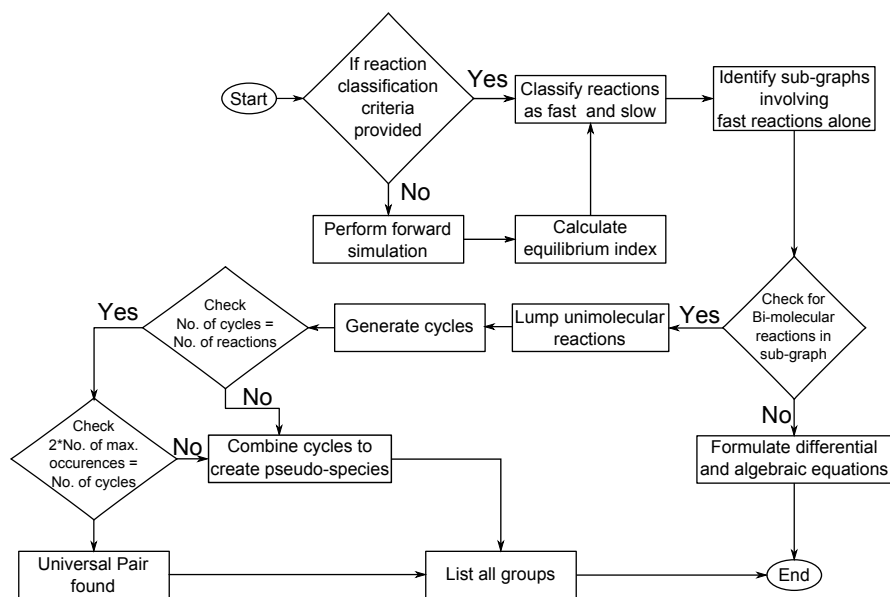 Start
If reaction
classification
criteria
provided
Yes
Classify reactions
as fast and slow
Identify sub-graphs
involving
fast reactions alone
No
Perform forward
simulation
Calculate
equilibrium index
Check for
Bi-molecular
reactions in
sub-graph
Yes
Lump unimolecular
reactions
Generate cycles
Check
No. of cycles =
No. of reactions
Yes
No
No
Formulate differential
and algebraic equations
Check
2*No. of max.
occurences =
No. of cycles
No
Combine cycles to
create pseudo-species
Universal Pair
found
List all groups
End